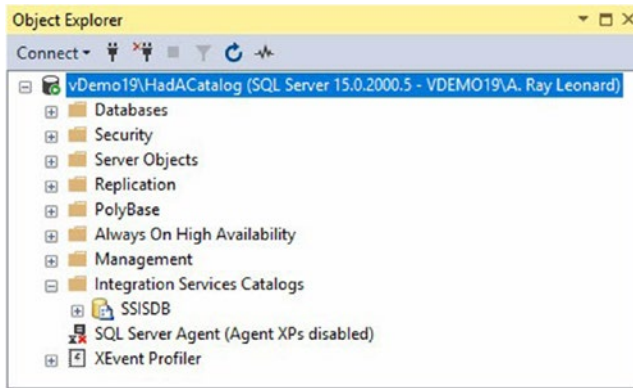 Object Explorer
Connect
vDemo19\HadACatalog (SQL Server 15.0.2000.5 - VDEMO19\A. Ray Leonard)
Databases
Security
Server Objects
Replication
PolyBase
Always On High Availability
Management
Integration Services Catalogs
SSISDB
SQL Server Agent (Agent XPs disabled)
XEvent Profiler